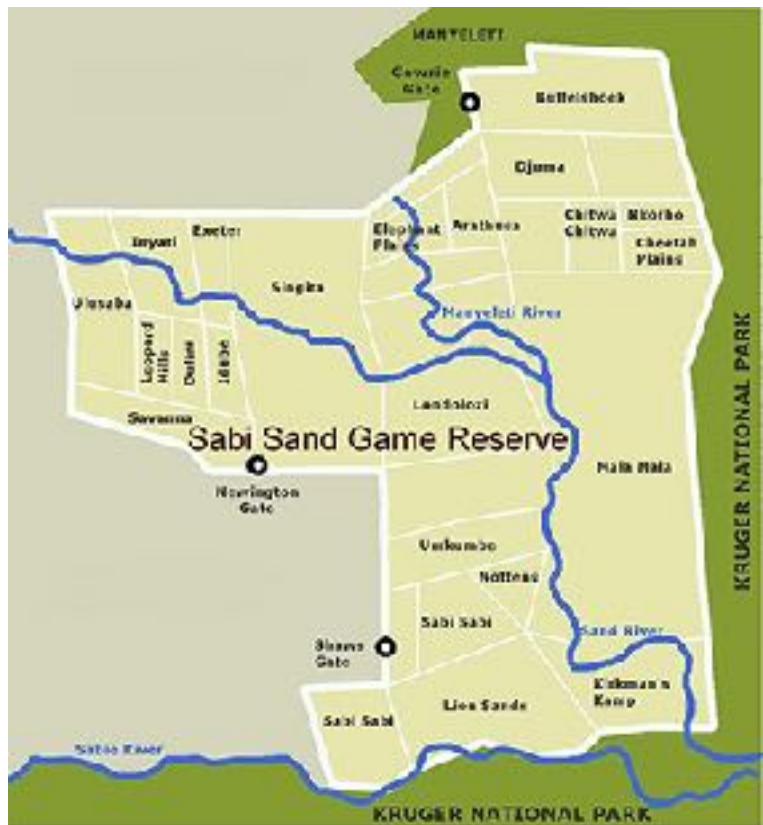 MANYELETI
Gowrie
Gate
Buffelshoek
Djuma
Elephant
Plains
Arathusa
Chitwa
Chitwa
Nkorho
Cheetah
Plains
Inyati
Exeter
Singita
Ulusaba
Manyeleti River
Leopard
Hills
Dulini
Idube
Savanna
Londolozi
Sabi Sand Game Reserve
Newington
Gate
Mala Mala
KRUGER NATIONAL PARK
Umkumbe
Nottens
Sabi Sabi
Sand River
Shaws
Gate
Kirkman's
Kamp
Lion Sands
Sabi Sabi
Sabie River
KRUGER NATIONAL PARK